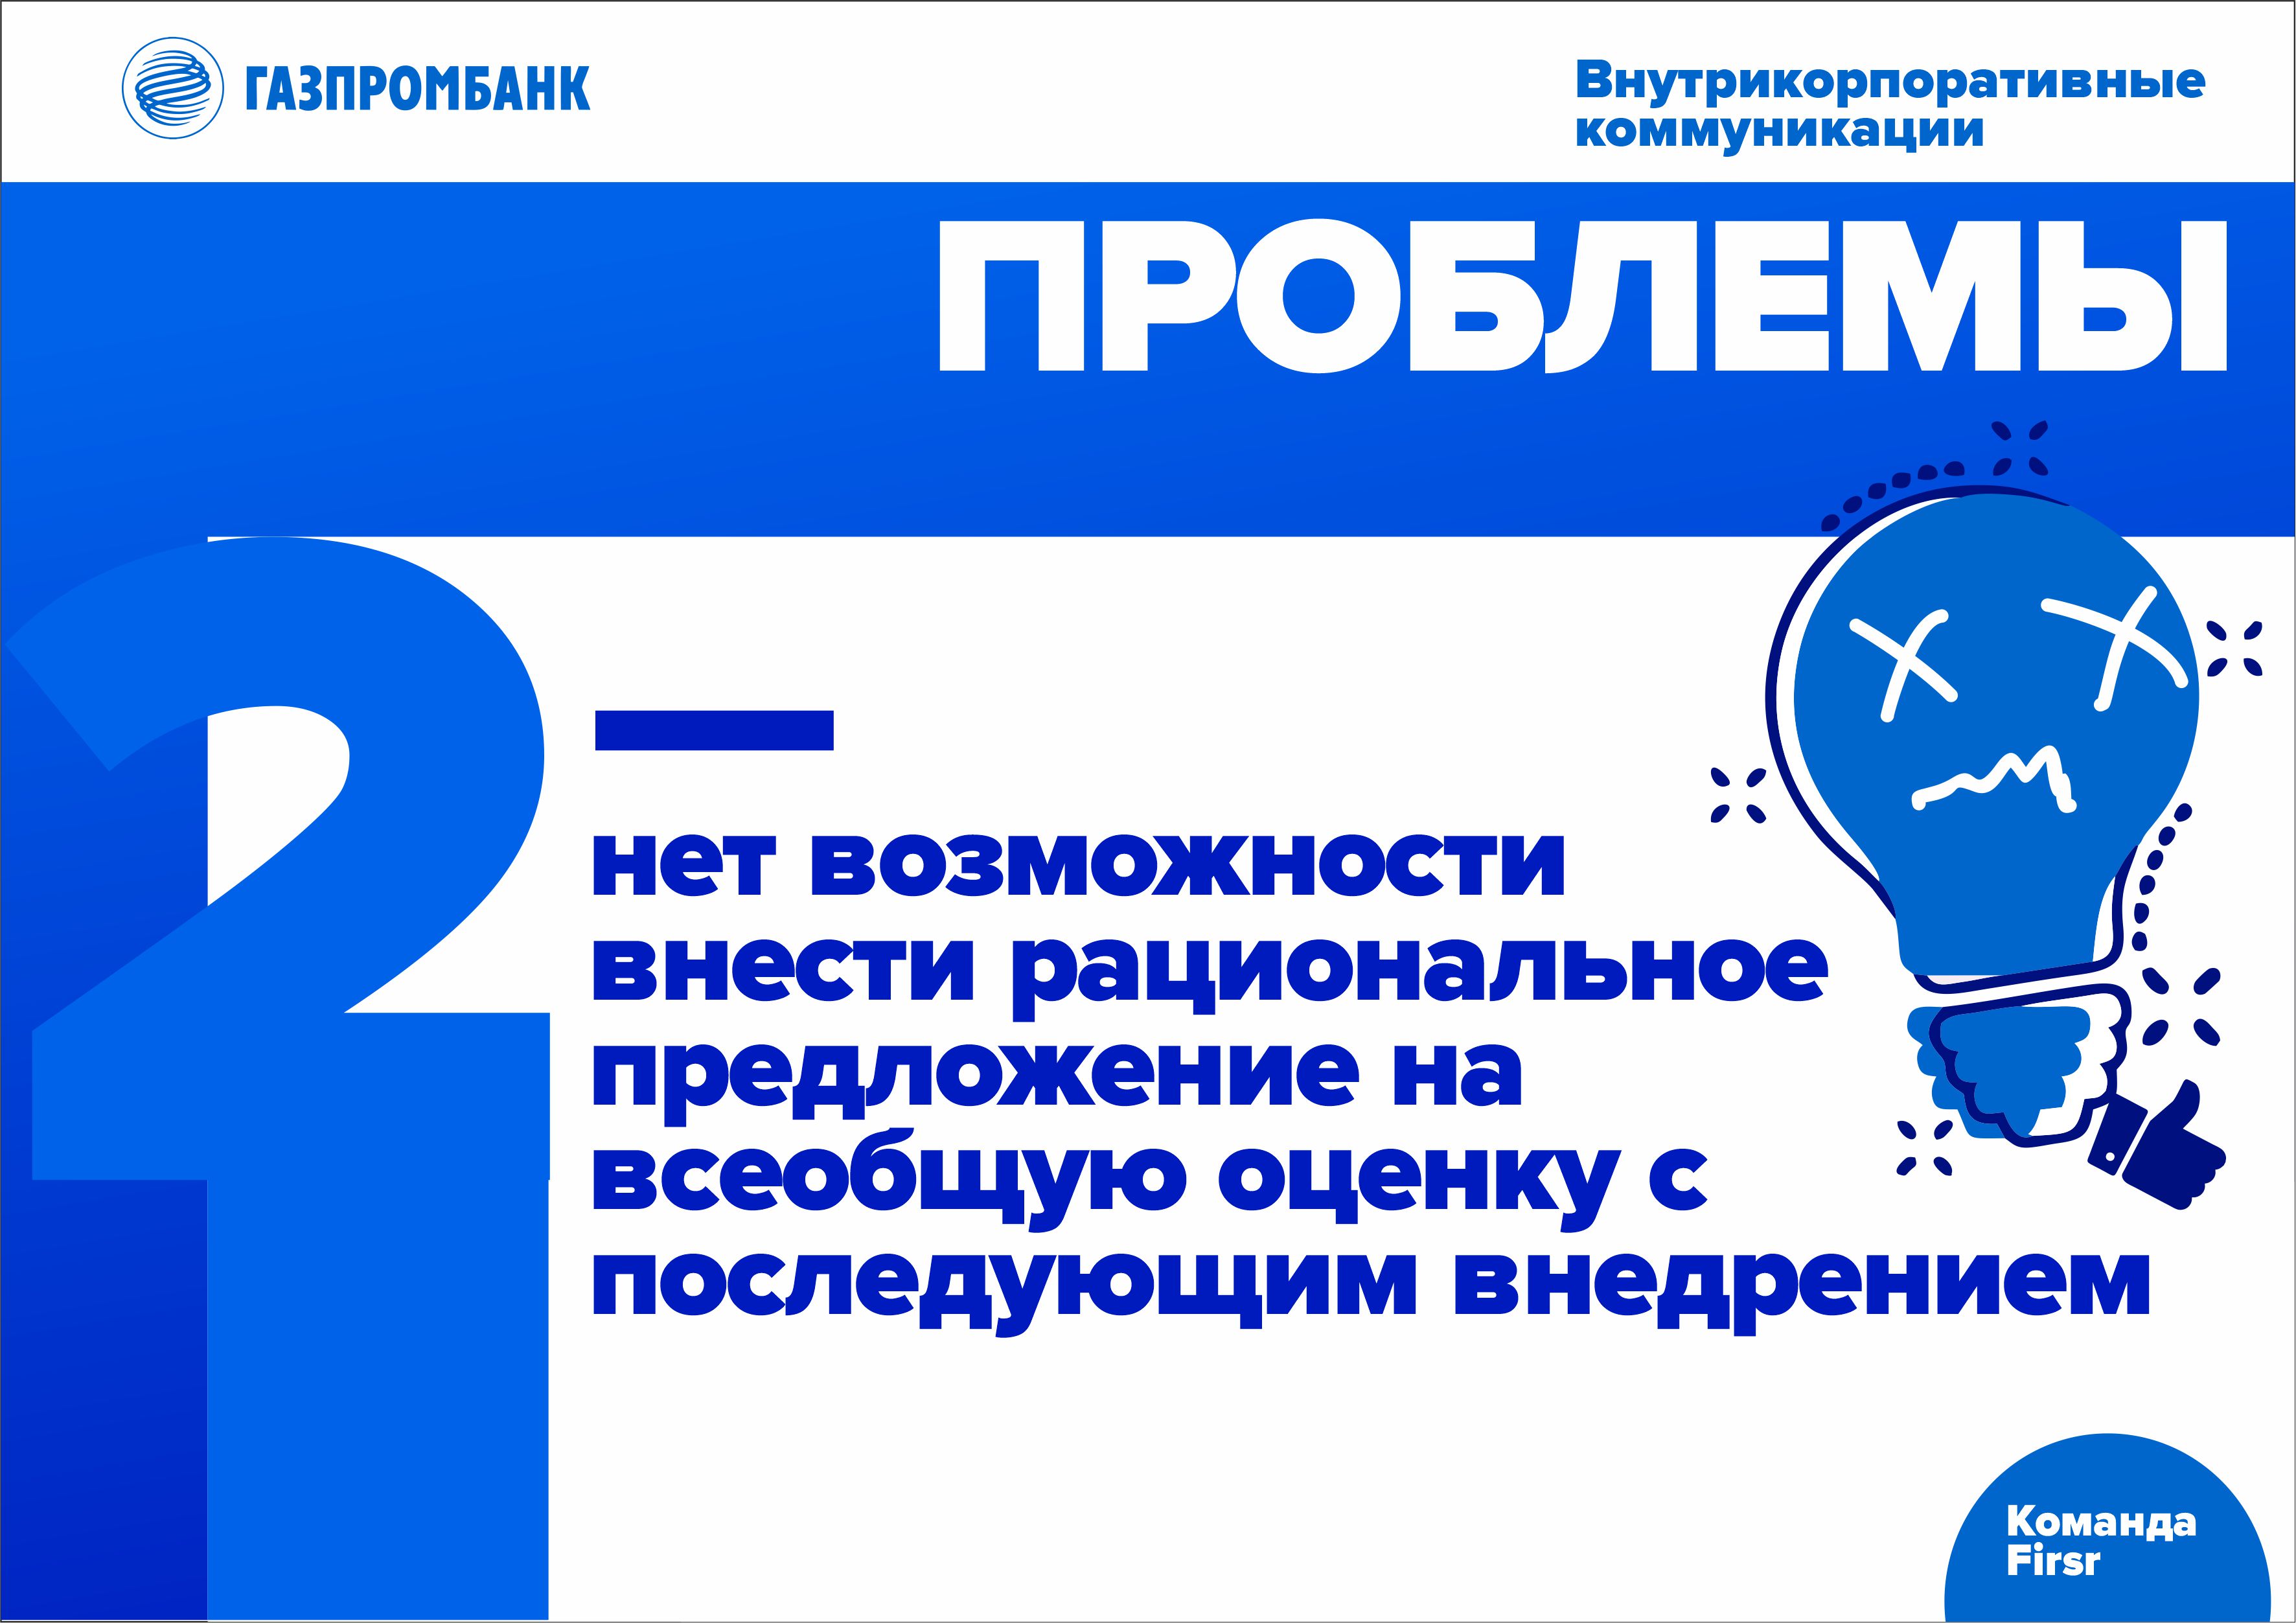 ГАЗПРОМБАНК
Внутрикорпоративные
коммуникации
ПРОБЛЕМЫ
2
нет возможности
внести рациональное
предложение на
всеобщую оценку с
последующим внедрением
Команда
Firsr